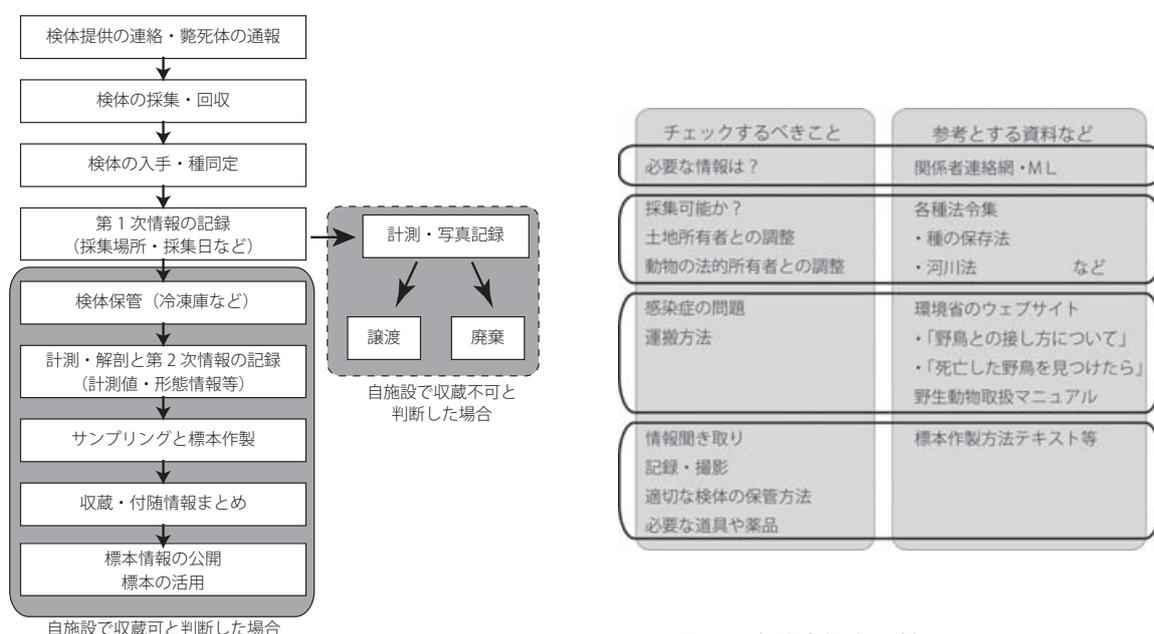 検体提供の連絡・斃死体の通報
検体の採集・回収
検体の入手・種同定
第1次情報の記録
（採集場所・採集日など）
検体保管（冷凍庫など）
計測・解剖と第2次情報の記録
（計測値・形態情報等）
サンプリングと標本作製
収蔵・付随情報まとめ
標本情報の公開
標本の活用
自施設で収蔵可と判断した場合
計測・写真記録
譲渡
廃棄
自施設で収蔵不可と
判断した場合
チェックするべきこと
必要な情報は？
採集可能か？
土地所有者との調整
動物の法的所有者との調整
感染症の問題
運搬方法
情報聞き取り
記録・撮影
適切な検体の保管方法
必要な道具や薬品
参考とする資料など
関係者連絡網・ML
各種法令集
・種の保存法
・河川法　　　　など
環境省のウェブサイト
・「野鳥との接し方について」
・「死亡した野鳥を見つけたら」
野生動物取扱マニュアル
標本作製方法テキスト等